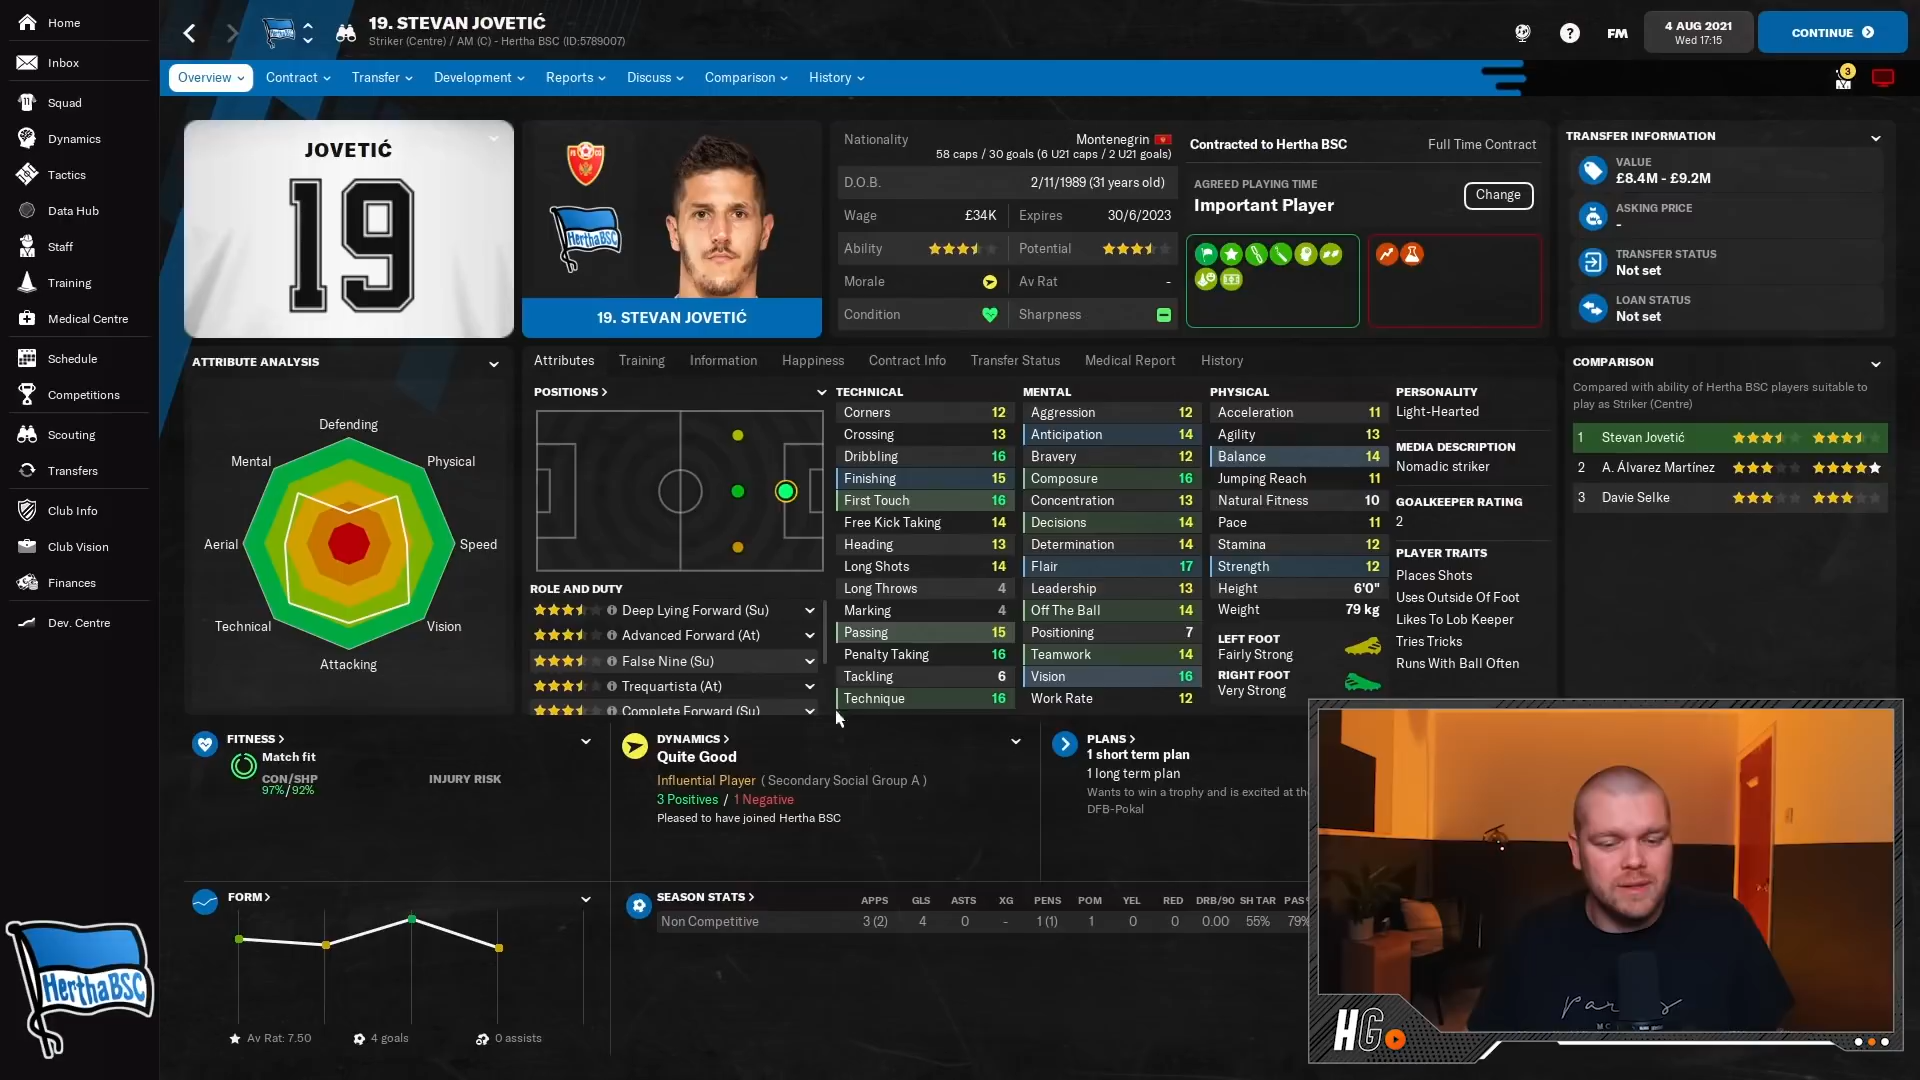 Home
Inbox
Squad
Dynamics
Tactics
Data Hub
Staff
Training
Medical Centre
Schedule
Competitions
Scouting
Transfers
Club Info
Club Vision
Finances
Dev. Centre
HerthaBSC
19. STEVAN JOVETIĆ
Striker (Centre) / AM (C) - Hertha BSC (ID:5789007)
FM
4 AUG 2021
Wed 17:15
CONTINUE
Overview
Contract
Transfer
Development
Reports
Discuss
Comparison
History
3
JOVETIĆ
19
HerthaBSC
19. STEVAN JOVETIĆ
Nationality Montenegrin
58 caps / 30 goals (6 U21 caps / 2 U21 goals)
D.O.B. 2/11/1989 (31 years old)
Wage £34K Expires 30/6/2023
Ability Potential
Morale Av Rat -
Condition Sharpness
Contracted to Hertha BSC Full Time Contract
AGREED PLAYING TIME
Important Player
Change
TRANSFER INFORMATION
VALUE
£8.4M - £9.2M
ASKING PRICE
-
TRANSFER STATUS
Not set
LOAN STATUS
Not set
ATTRIBUTE ANALYSIS
Defending
Physical
Speed
Vision
Attacking
Technical
Aerial
Mental
Attributes Training Information Happiness Contract Info Transfer Status Medical Report History
POSITIONS >
ROLE AND DUTY
Deep Lying Forward (Su)
Advanced Forward (At)
False Nine (Su)
Trequartista (At)
Complete Forward (Su)
TECHNICAL
Corners 12
Crossing 13
Dribbling 16
Finishing 15
First Touch 16
Free Kick Taking 14
Heading 13
Long Shots 14
Long Throws 4
Marking 4
Passing 15
Penalty Taking 16
Tackling 6
Technique 16
MENTAL
Aggression 12
Anticipation 14
Bravery 12
Composure 16
Concentration 13
Decisions 14
Determination 14
Flair 17
Leadership 13
Off The Ball 14
Positioning 7
Teamwork 14
Vision 16
Work Rate 12
PHYSICAL
Acceleration 11
Agility 13
Balance 14
Jumping Reach 11
Natural Fitness 10
Pace 11
Stamina 12
Strength 12
Height 6'0"
Weight 79 kg
LEFT FOOT
Fairly Strong
RIGHT FOOT
Very Strong
PERSONALITY
Light-Hearted
MEDIA DESCRIPTION
Nomadic striker
GOALKEEPER RATING
2
PLAYER TRAITS
Places Shots
Uses Outside Of Foot
Likes To Lob Keeper
Tries Tricks
Runs With Ball Often
COMPARISON
Compared with ability of Hertha BSC players suitable to
play as Striker (Centre)
1 Stevan Jovetić
2 A. Álvarez Martínez
3 Davie Selke
FITNESS >
Match fit
CON/SHP
97%/92%
INJURY RISK
DYNAMICS >
Quite Good
Influential Player ( Secondary Social Group A )
3 Positives / 1 Negative
Pleased to have joined Hertha BSC
PLANS >
1 short term plan
1 long term plan
Wants to win a trophy and is excited at the
DFB-Pokal
FORM >
Av Rat: 7.50
4 goals
0 assists
SEASON STATS >
APPS GLS ASTS XG PENS POM YEL RED DRB/90 SH TAR PAS
Non Competitive 3 (2) 4 0 - 1 (1) 1 0 0 0.00 55% 79%
HG